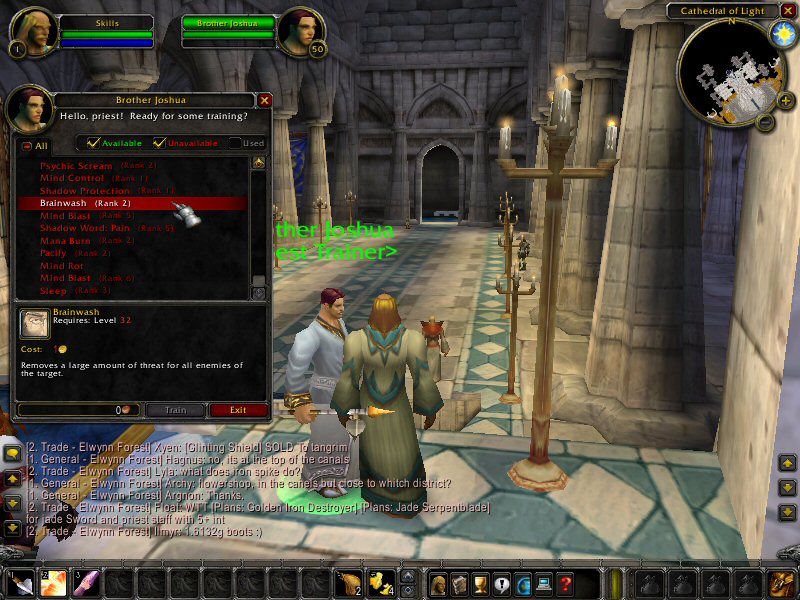 Skills
1
Brother Joshua
50
Cathedral of Light
N
Brother Joshua
Hello, priest! Ready for some training?
All
Available
Unavailable
Used
Psychic Scream (Rank 2)
Mind Control (Rank 1)
Shadow Protection (Rank 1)
Brainwash (Rank 2)
Mind Blast (Rank 5)
Shadow Word: Pain (Rank 5)
Mana Burn (Rank 2)
Pacify (Rank 2)
Mind Rot
Mind Blast (Rank 6)
Sleep (Rank 3)
ther Joshua
est Trainer>
Brainwash
Requires: Level 32
Cost: 1
Removes a large amount of threat for all enemies of
the target.
0
Train
Exit
[2. Trade - Elwynn Forest] Xyen: [Glinting Shield] SOLD To tangrim
[1. General - Elwynn Forest] Hagnus: no, its at the top of the canals
[2. Trade - Elwynn Forest] Lyla: what does iron spike do?
[1. General - Elwynn Forest] Archy: flowershop, in the canels but close to whitch district?
[1. General - Elwynn Forest] Argnon: Thanks.
[2. Trade - Elwynn Forest] Float: WTT [Plans: Golden Iron Destroyer] [Plans: Jade Serpentblade]
for jade Sword and priest staff with 5+ int
[2. Trade - Elwynn Forest] 1.6132g boots :)
1
2
3
2
4